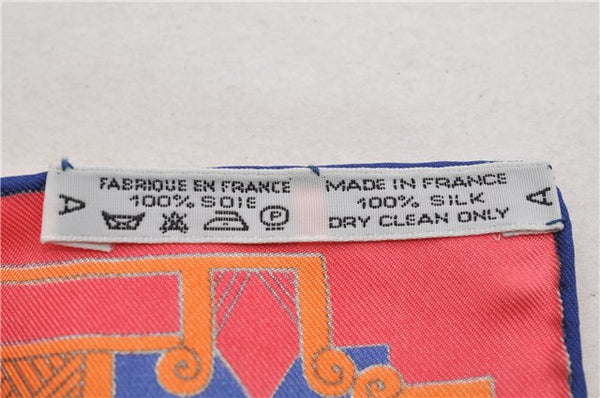 A
FABRIQUE EN FRANCE
100% SOIE
P
MADE IN FRANCE
100% SILK
DRY CLEAN ONLY
A